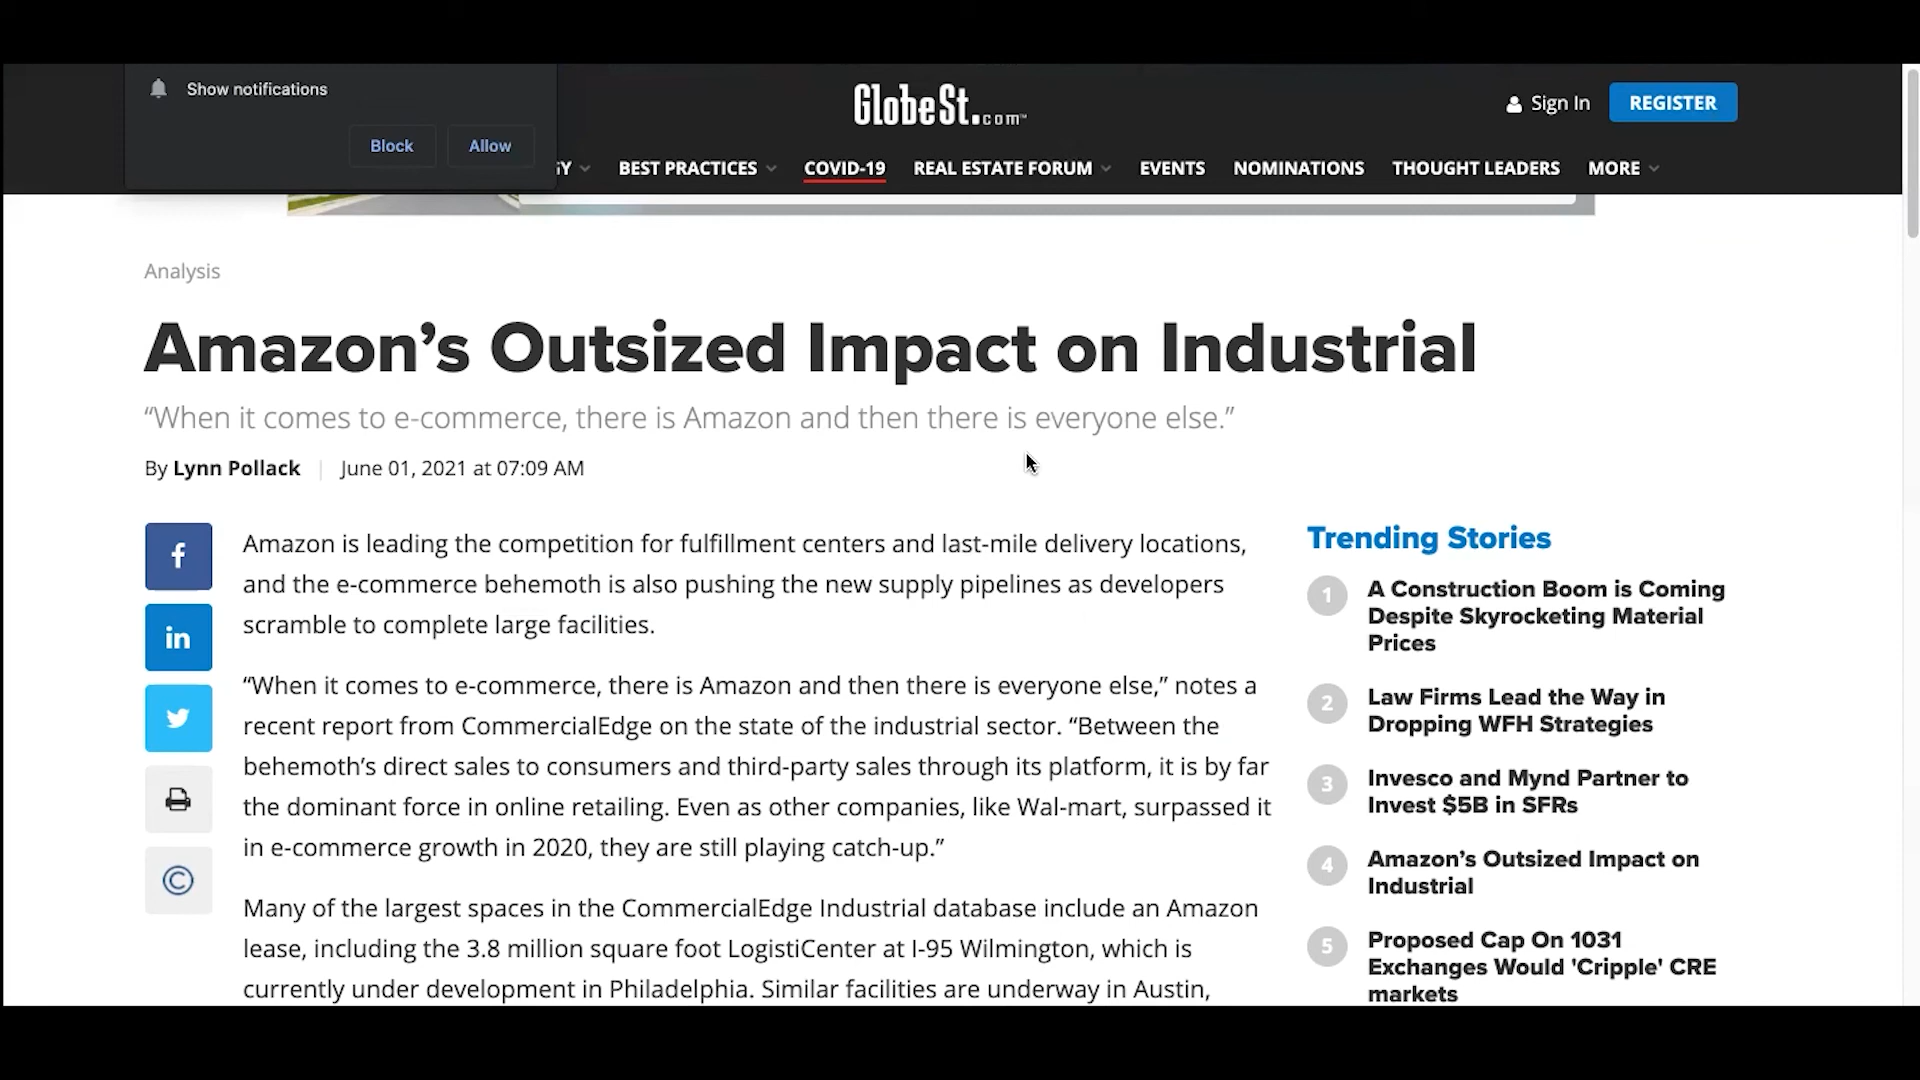 Show notifications
Block
Allow
GlobeSt.com™
Sign In
REGISTER
GY
BEST PRACTICES
COVID-19
REAL ESTATE FORUM
EVENTS
NOMINATIONS
THOUGHT LEADERS
MORE
Analysis
Amazon’s Outsized Impact on Industrial
“When it comes to e-commerce, there is Amazon and then there is everyone else.”
By Lynn Pollack | June 01, 2021 at 07:09 AM
Amazon is leading the competition for fulfillment centers and last-mile delivery locations,
and the e-commerce behemoth is also pushing the new supply pipelines as developers
scramble to complete large facilities.
“When it comes to e-commerce, there is Amazon and then there is everyone else,” notes a
recent report from CommercialEdge on the state of the industrial sector. “Between the
behemoth’s direct sales to consumers and third-party sales through its platform, it is by far
the dominant force in online retailing. Even as other companies, like Wal-mart, surpassed it
in e-commerce growth in 2020, they are still playing catch-up.”
Many of the largest spaces in the CommercialEdge Industrial database include an Amazon
lease, including the 3.8 million square foot LogistiCenter at I-95 Wilmington, which is
currently under development in Philadelphia. Similar facilities are underway in Austin,
Trending Stories
1
A Construction Boom is Coming
Despite Skyrocketing Material
Prices
2
Law Firms Lead the Way in
Dropping WFH Strategies
3
Invesco and Mynd Partner to
Invest $5B in SFRs
4
Amazon’s Outsized Impact on
Industrial
5
Proposed Cap On 1031
Exchanges Would 'Cripple' CRE
markets